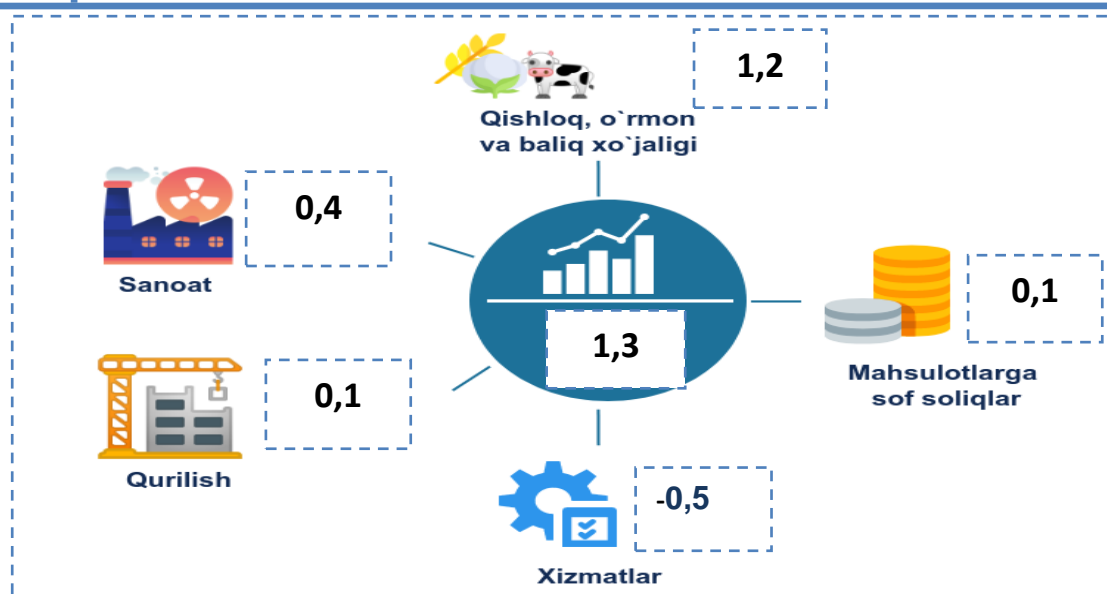 1,2
Qishloq, o`rmon
va baliq xo`jaligi
0,4
Sanoat
0,1
Mahsulotlarga
sof soliqlar
1,3
0,1
Qurilish
-0,5
Xizmatlar